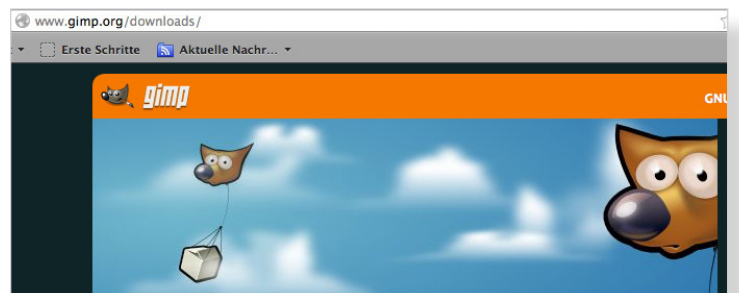 www.gimp.org/downloads/
Erste Schritte Aktuelle Nachr...
gimp
GNU